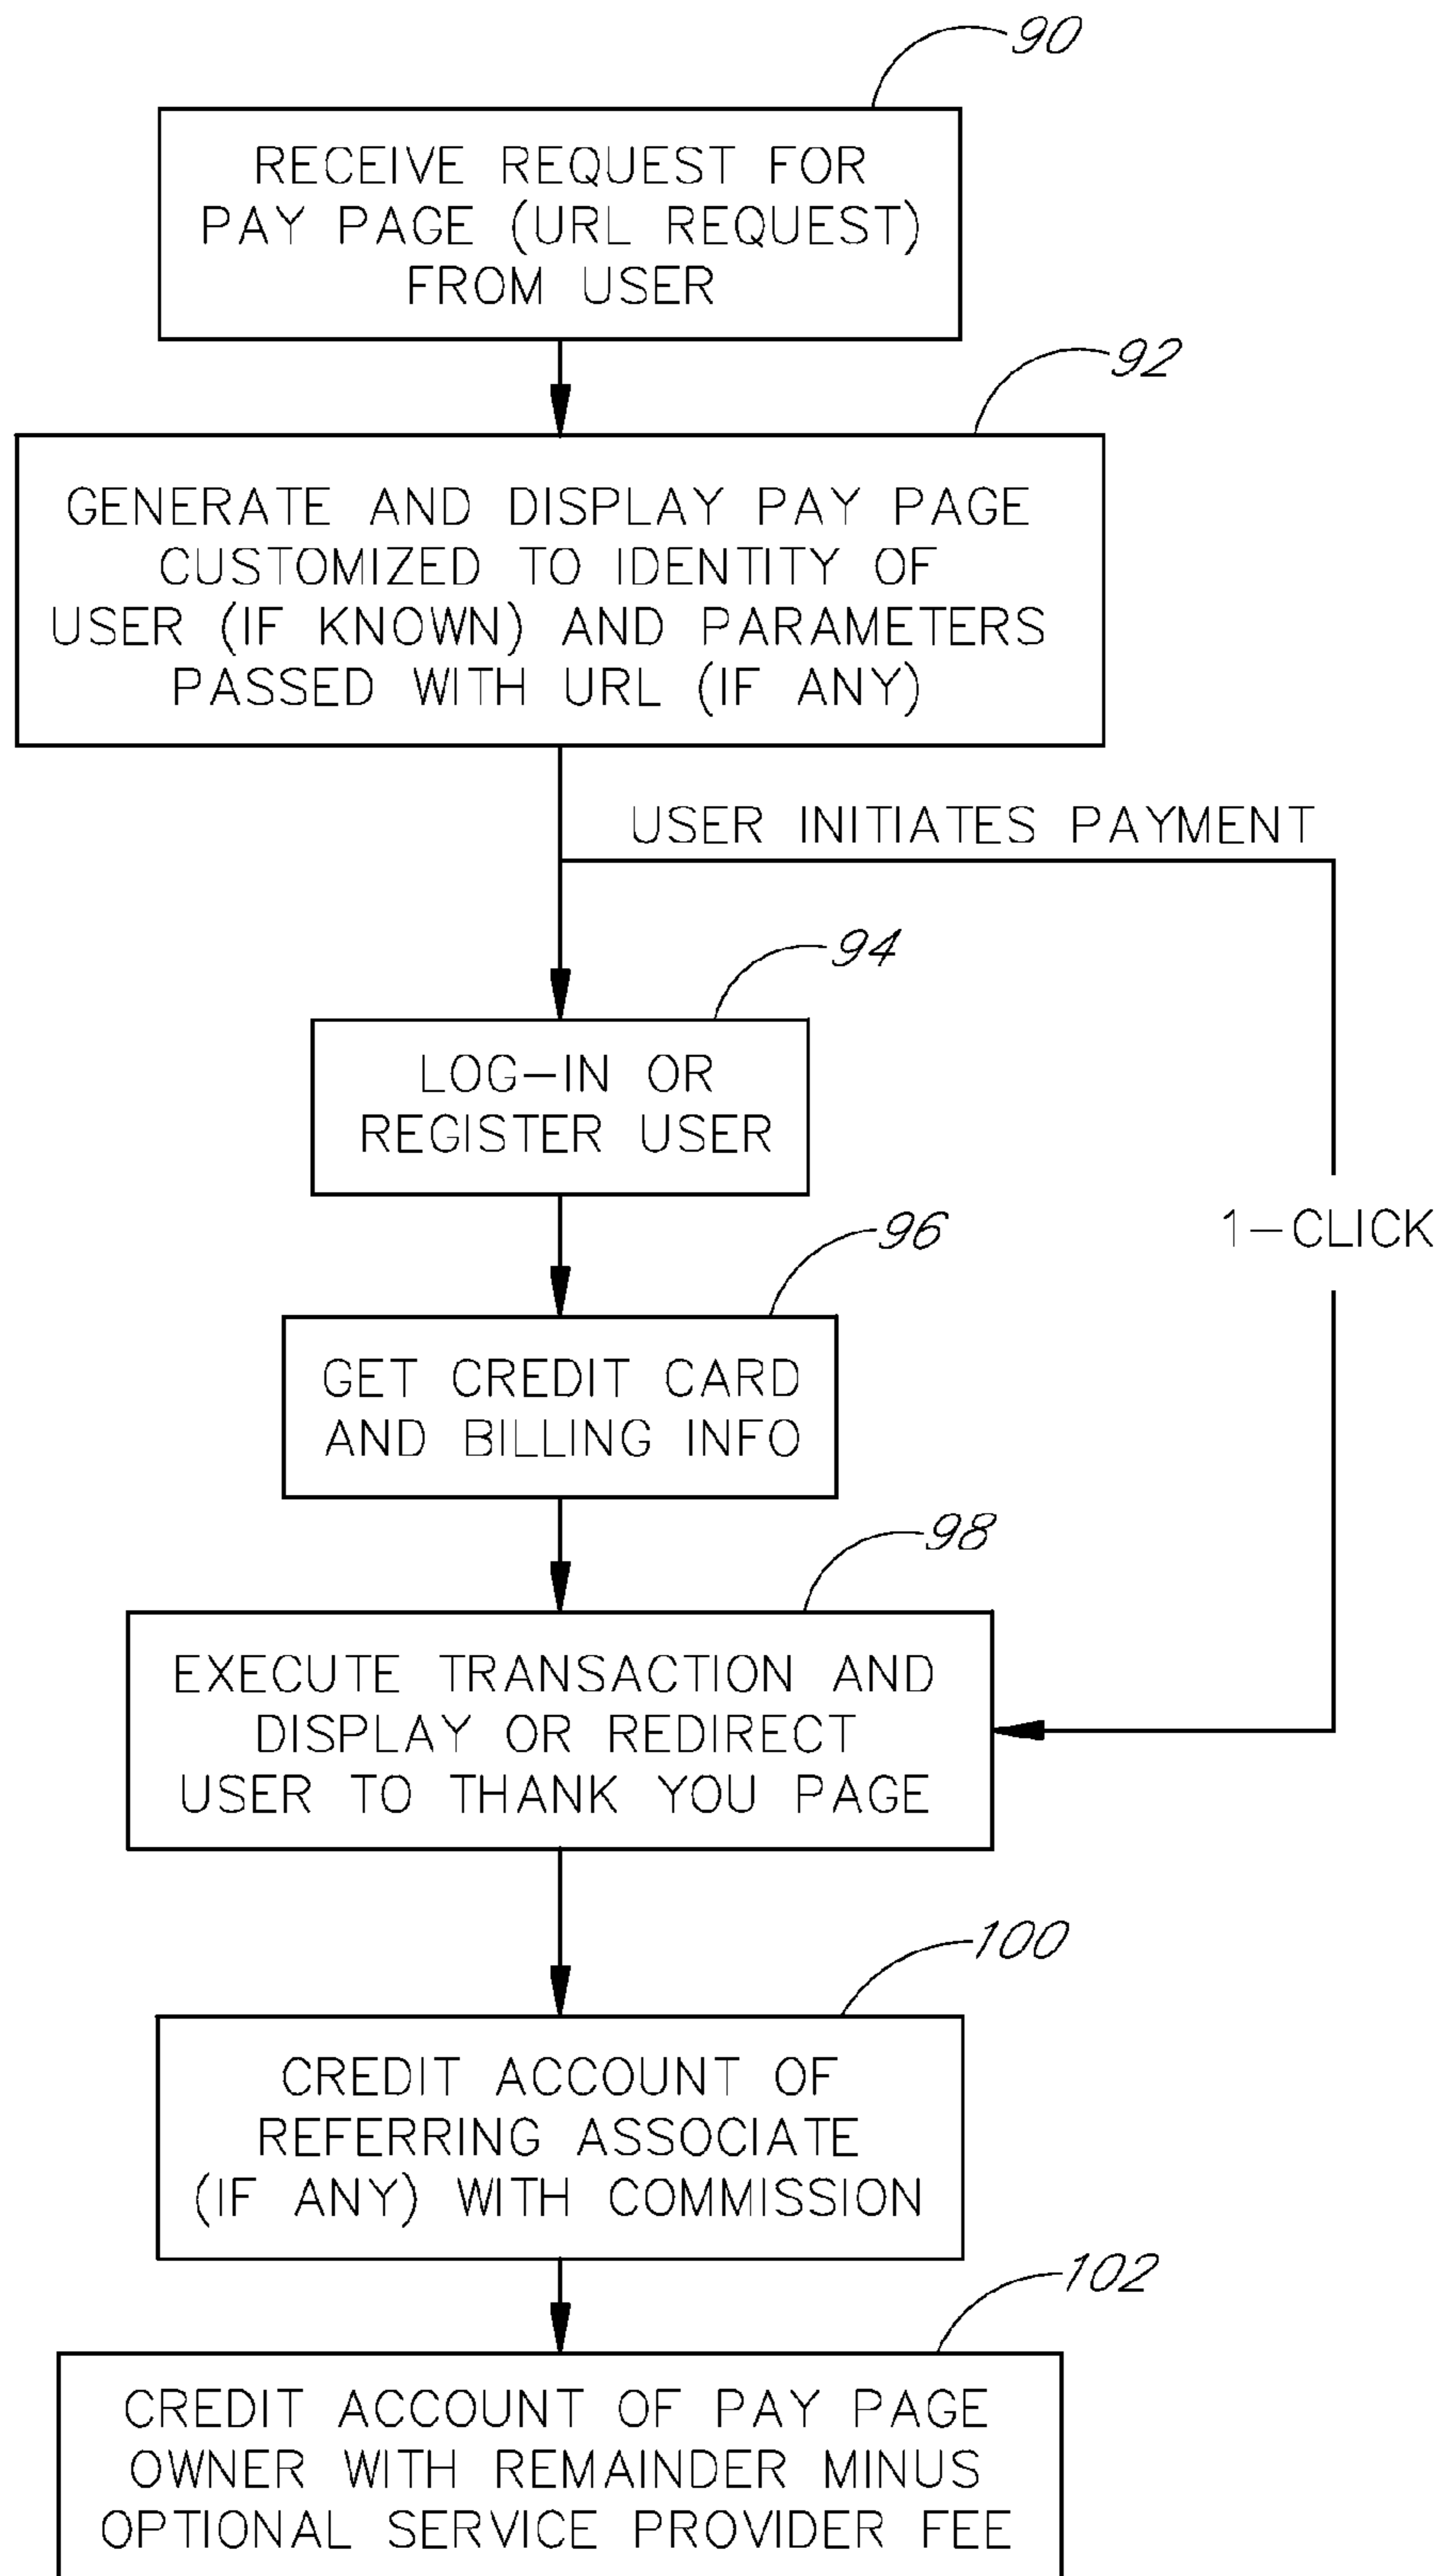 90
RECEIVE REQUEST FOR
PAY PAGE (URL REQUEST)
FROM USER
92
GENERATE AND DISPLAY PAY PAGE
CUSTOMIZED TO IDENTITY OF
USER (IF KNOWN) AND PARAMETERS
PASSED WITH URL (IF ANY)
USER INITIATES PAYMENT
94
LOG-IN OR
REGISTER USER
96
1-CLICK
GET CREDIT CARD
AND BILLING INFO
98
EXECUTE TRANSACTION AND
DISPLAY OR REDIRECT
USER TO THANK YOU PAGE
100
CREDIT ACCOUNT OF
REFERRING ASSOCIATE
(IF ANY) WITH COMMISSION
102
CREDIT ACCOUNT OF PAY PAGE
OWNER WITH REMAINDER MINUS
OPTIONAL SERVICE PROVIDER FEE